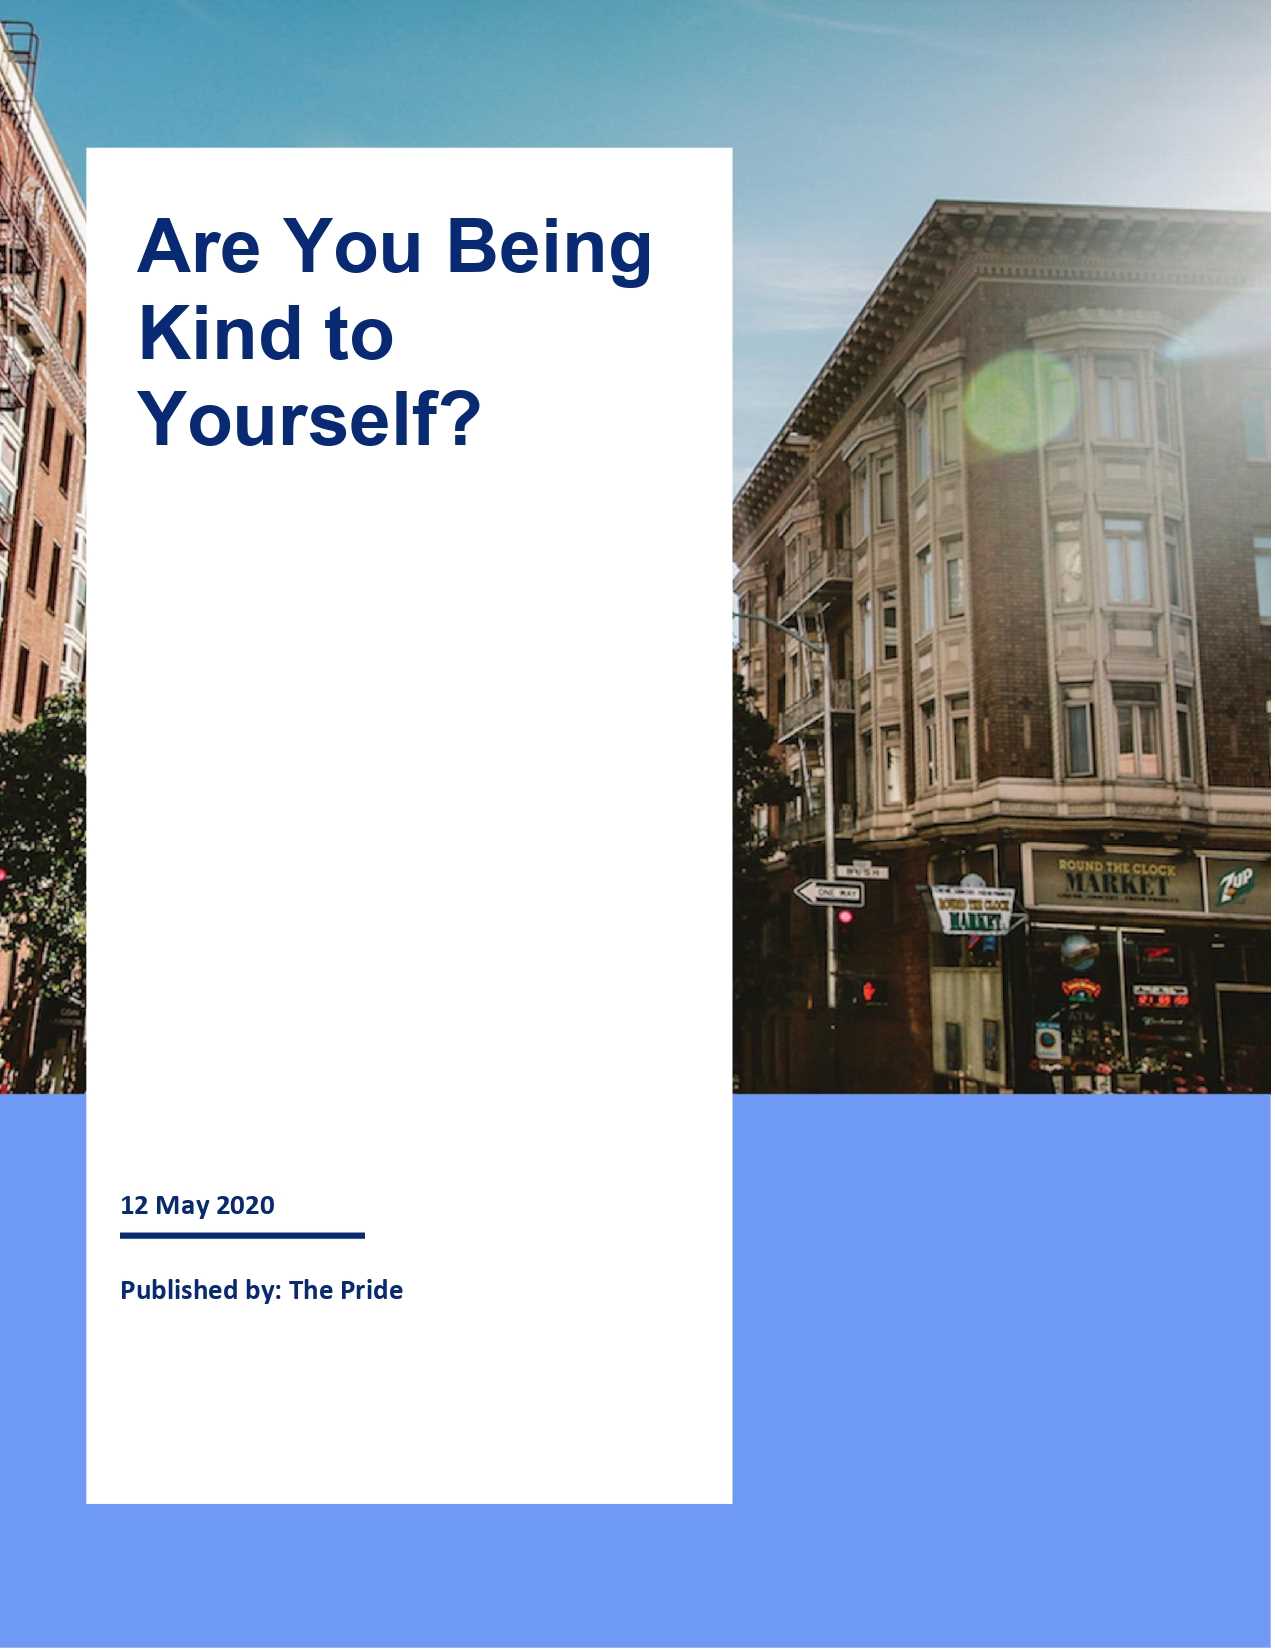 Are You Being
Kind to
Yourself?
BUSH
ONE WAY
ROUND THE CLOCK
MARKET
7UP
ROUND THE CLOCK
MARKET
ATM
12 May 2020
Published by: The Pride